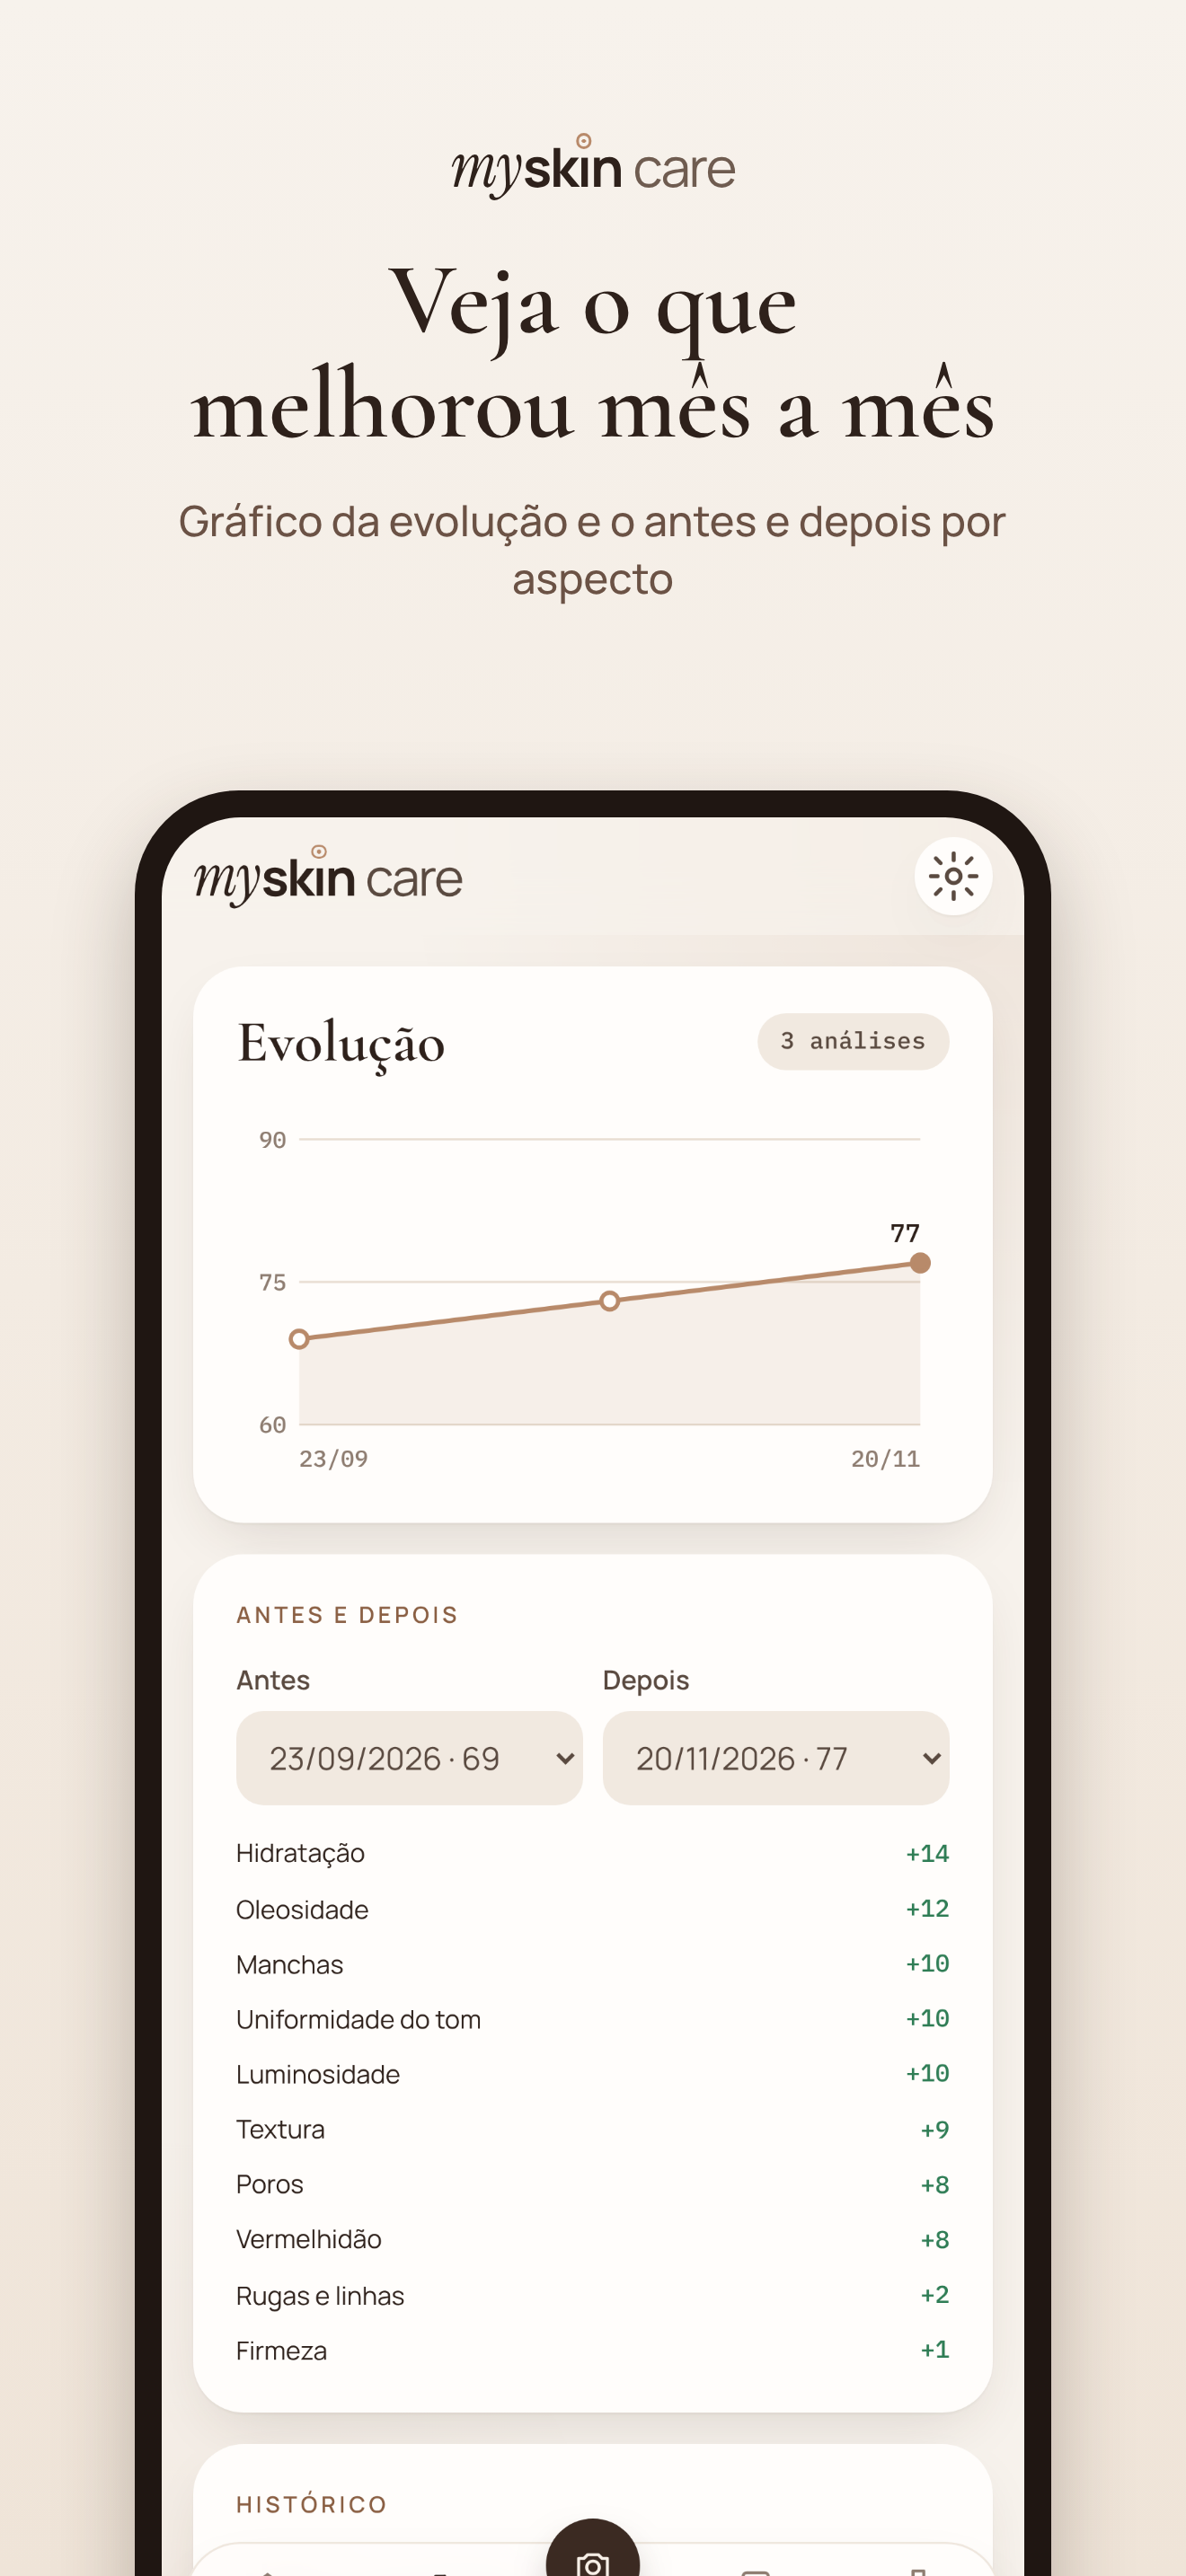 myskin care
Veja o que
melhorou mês a mês
Gráfico da evolução e o antes e depois por
aspecto
myskin care
Evolução
3 análises
90
77
75
60
23/09
20/11
ANTES E DEPOIS
Antes
Depois
23/09/2026 · 69
20/11/2026 · 77
Hidratação +14
Oleosidade +12
Manchas +10
Uniformidade do tom +10
Luminosidade +10
Textura +9
Poros +8
Vermelhidão +8
Rugas e linhas +2
Firmeza +1
HISTÓRICO